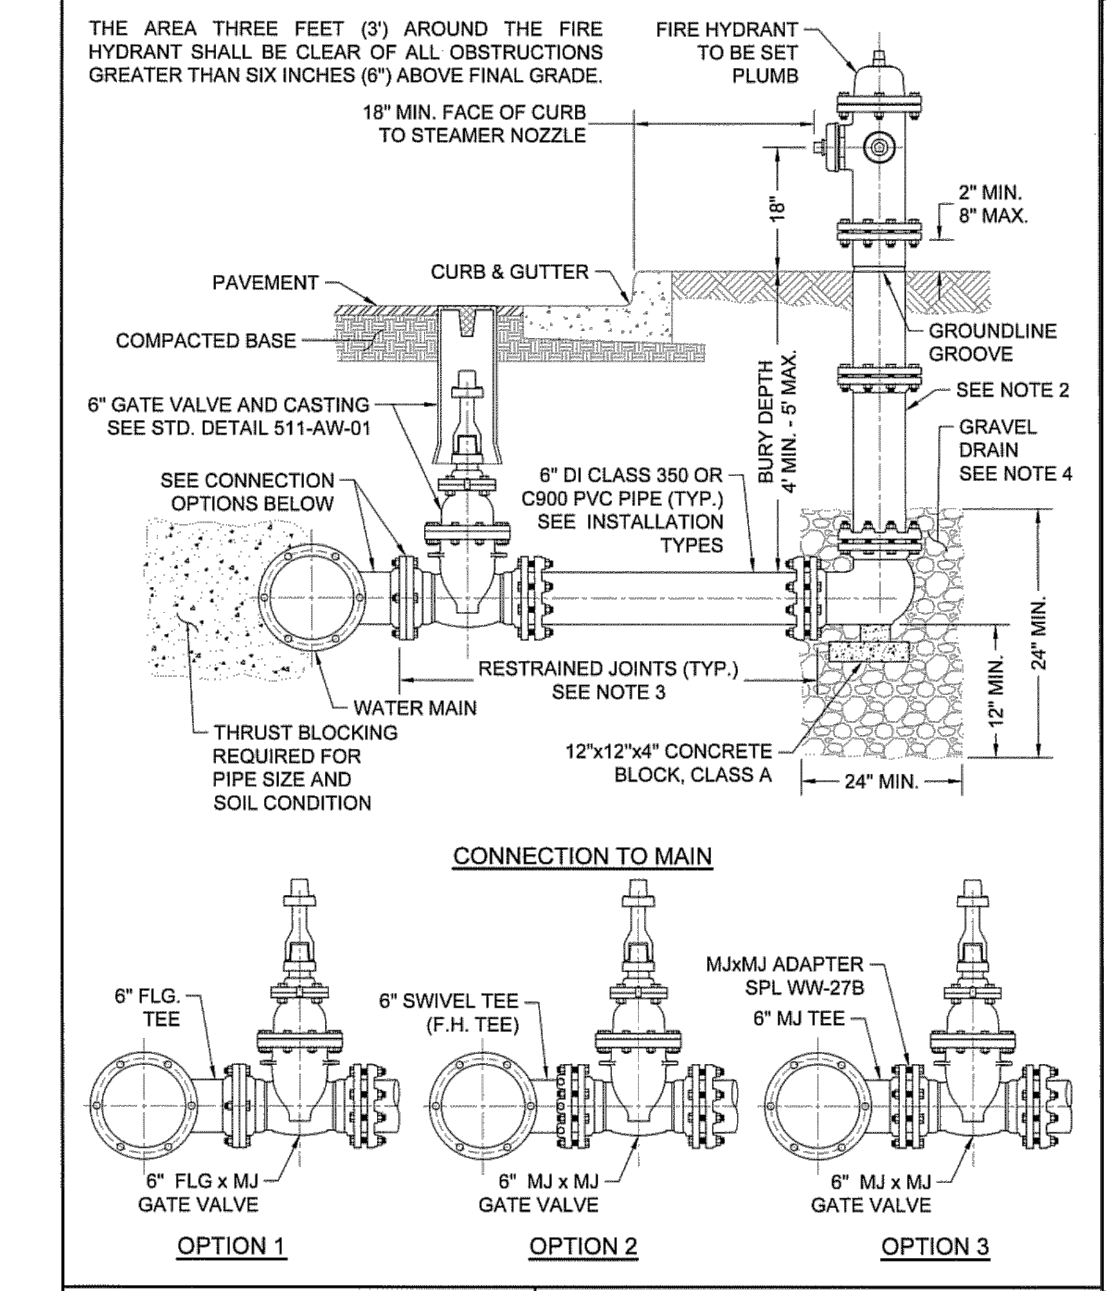 THE AREA THREE FEET (3') AROUND THE FIRE
HYDRANT SHALL BE CLEAR OF ALL OBSTRUCTIONS
GREATER THAN SIX INCHES (6") ABOVE FINAL GRADE.
FIRE HYDRANT
TO BE SET
PLUMB
18" MIN. FACE OF CURB
TO STEAMER NOZZLE
18"
2" MIN.
8" MAX.
PAVEMENT
CURB & GUTTER
COMPACTED BASE
GROUNDLINE
GROOVE
BURY DEPTH
4' MIN. - 5' MAX.
SEE NOTE 2
6" GATE VALVE AND CASTING
SEE STD. DETAIL 511-AW-01
GRAVEL
DRAIN
SEE NOTE 4
SEE CONNECTION
OPTIONS BELOW
6" DI CLASS 350 OR
C900 PVC PIPE (TYP.)
SEE INSTALLATION
TYPES
24" MIN.
12" MIN.
RESTRAINED JOINTS (TYP.)
SEE NOTE 3
WATER MAIN
THRUST BLOCKING
REQUIRED FOR
PIPE SIZE AND
SOIL CONDITION
12"x12"x4" CONCRETE
BLOCK, CLASS A
24" MIN.
CONNECTION TO MAIN
6" FLG.
TEE
6" FLG x MJ
GATE VALVE
OPTION 1
6" SWIVEL TEE
(F.H. TEE)
6" MJ x MJ
GATE VALVE
OPTION 2
MJxMJ ADAPTER
SPL WW-27B
6" MJ TEE
6" MJ x MJ
GATE VALVE
OPTION 3